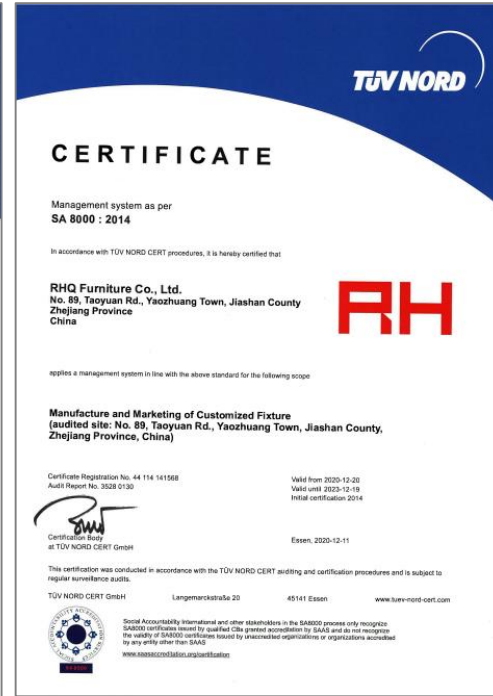 TÜV NORD
CERTIFICATE
Management system as per
SA 8000 : 2014
In accordance with TÜV NORD CERT procedures, it is hereby certified that
RHQ Furniture Co., Ltd.
No. 89, Taoyuan Rd., Yaozhuang Town, Jiashan County
Zhejiang Province
China
RH
applies a management system in line with the above standard for the following scope
Manufacture and Marketing of Customized Fixture
(audited site: No. 89, Taoyuan Rd., Yaozhuang Town, Jiashan County,
Zhejiang Province, China)
Certificate Registration No. 44 114 141568
Audit Report No. 3528 0130
Valid from 2020-12-20
Valid until 2023-12-19
Initial certification 2014
Certification Body
at TÜV NORD CERT GmbH
Essen, 2020-12-11
This certification was conducted in accordance with the TÜV NORD CERT auditing and certification procedures and is subject to
regular surveillance audits.
TÜV NORD CERT GmbH Langemarckstraße 20 45141 Essen www.tuev-nord-cert.com
Social Accountability International and other stakeholders in the SA8000 process only recognize
SA8000 certificates issued by qualified CBs granted accreditation by SAAS and do not recognize
the validity of SA8000 certificates issued by unaccredited organizations or organizations accredited
by any entity other than SAAS
www.saasaccreditation.org/certification